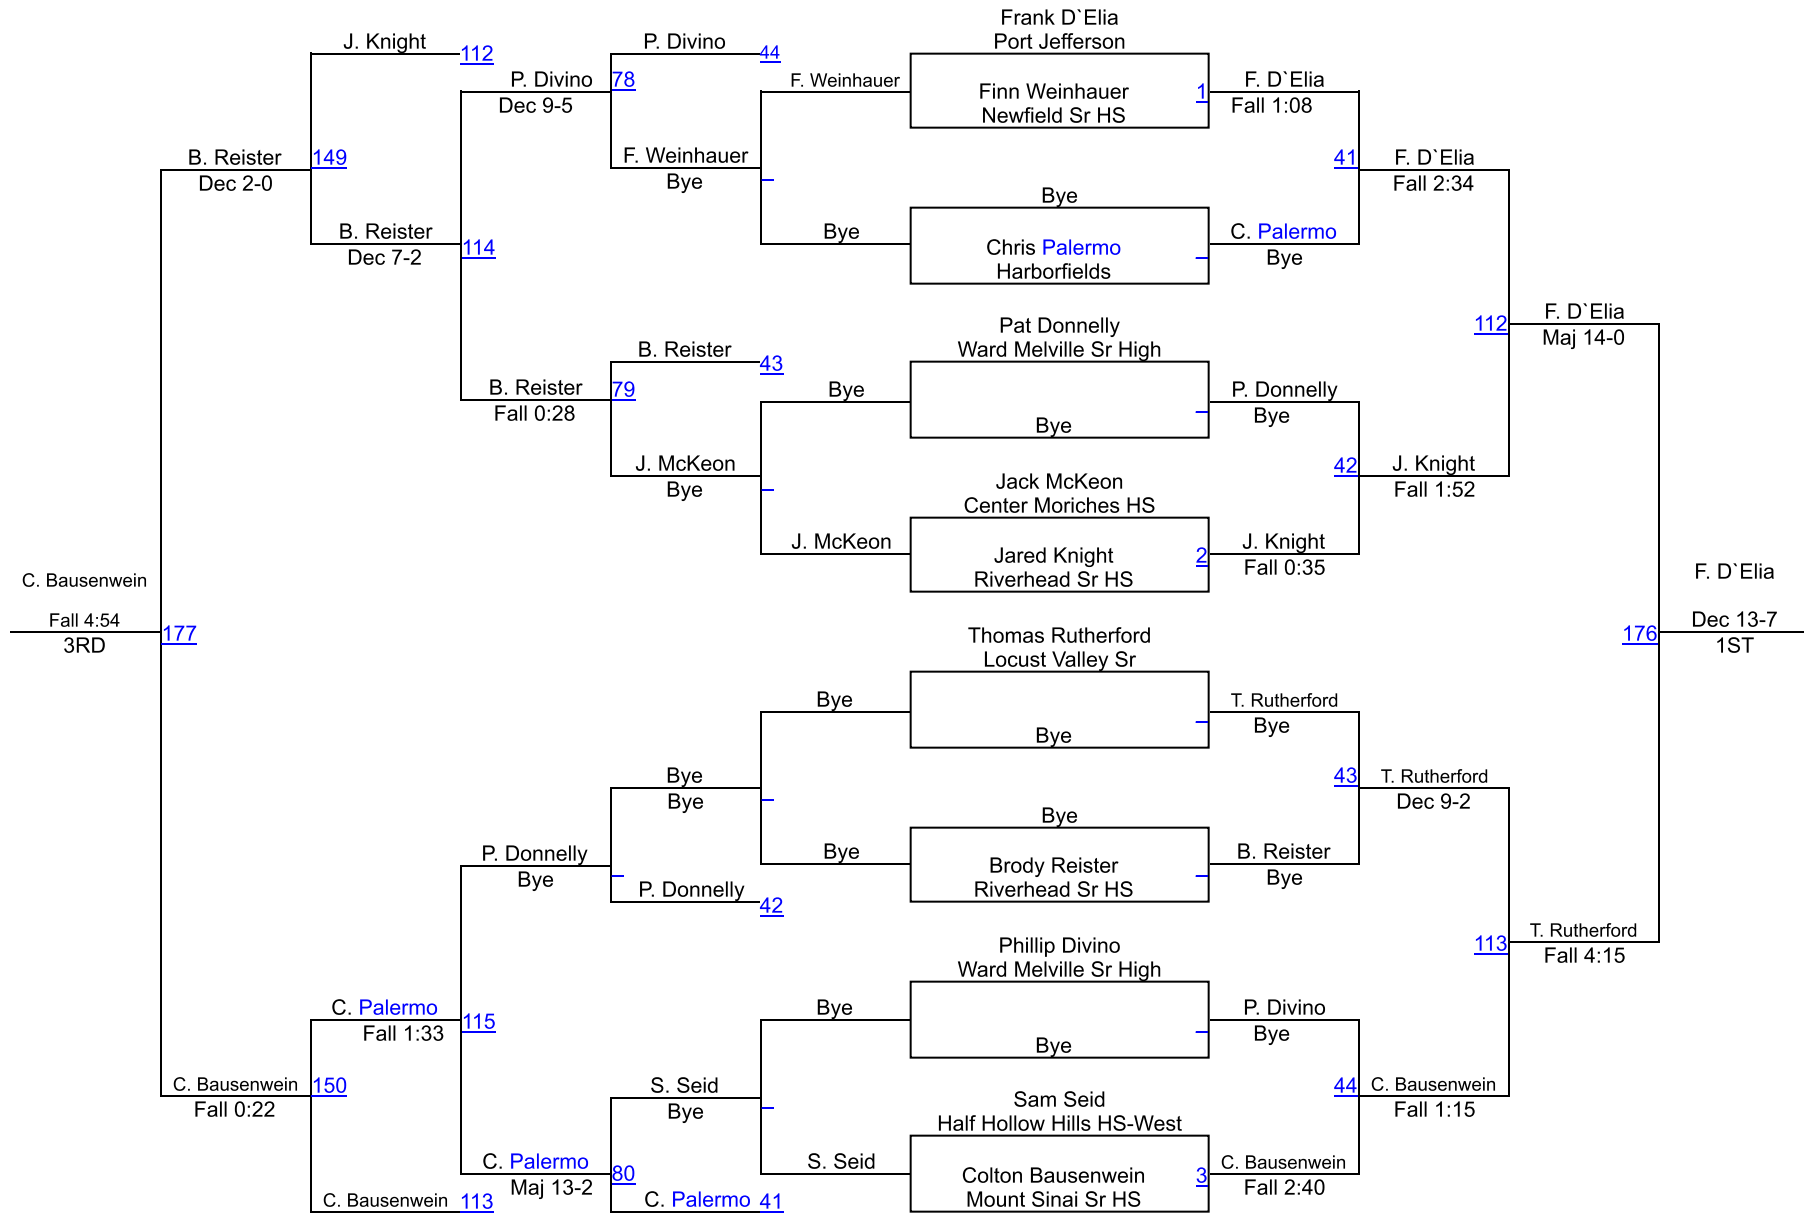 Frank D`Elia
Port Jefferson
J. Knight
112
P. Divino
44
P. Divino
78
Dec 9-5
F. Weinhauer
Finn Weinhauer
Newfield Sr HS
1
F. D`Elia
Fall 1:08
B. Reister
149
Dec 2-0
F. Weinhauer
Bye
41
F. D`Elia
Fall 2:34
Bye
B. Reister
114
Dec 7-2
Bye
Chris Palermo
Harborfields
C. Palermo
Bye
Pat Donnelly
Ward Melville Sr High
112
F. D`Elia
Maj 14-0
B. Reister
43
B. Reister
79
Fall 0:28
Bye
Bye
P. Donnelly
Bye
J. McKeon
Bye
42
J. Knight
Fall 1:52
Jack McKeon
Center Moriches HS
J. McKeon
Jared Knight
Riverhead Sr HS
2
J. Knight
Fall 0:35
C. Bausenwein
Fall 4:54
3RD
177
F. D`Elia
176
Dec 13-7
1ST
Thomas Rutherford
Locust Valley Sr
Bye
Bye
T. Rutherford
Bye
Bye
Bye
43
T. Rutherford
Dec 9-2
Bye
P. Donnelly
Bye
Bye
Brody Reister
Riverhead Sr HS
B. Reister
Bye
P. Donnelly
42
Phillip Divino
Ward Melville Sr High
113
T. Rutherford
Fall 4:15
C. Palermo
115
Fall 1:33
Bye
Bye
P. Divino
Bye
C. Bausenwein
150
Fall 0:22
S. Seid
Bye
44
C. Bausenwein
Fall 1:15
Sam Seid
Half Hollow Hills HS-West
C. Palermo
80
Maj 13-2
S. Seid
Colton Bausenwein
Mount Sinai Sr HS
3
C. Bausenwein
Fall 2:40
C. Bausenwein
113
C. Palermo
41